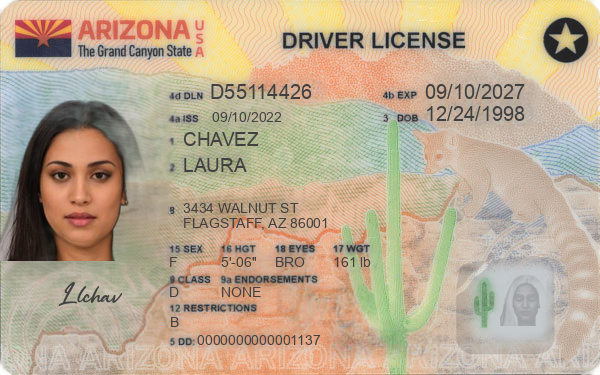 ARIZONA USA
The Grand Canyon State
DRIVER LICENSE
4d DLN D55114426
4b EXP 09/10/2027
4a ISS 09/10/2022
3 DOB 12/24/1998
1 CHAVEZ
2 LAURA
8 3434 WALNUT ST
FLAGSTAFF, AZ 86001
15 SEX 16 HGT 18 EYES 17 WGT
F 5'-06" BRO 161 lb
9 CLASS 9a ENDORSEMENTS
D NONE
12 RESTRICTIONS
B
5 DD: 0000000000001137
Lchav
ARIZONA ARIZONA ARIZONA ARIZONA